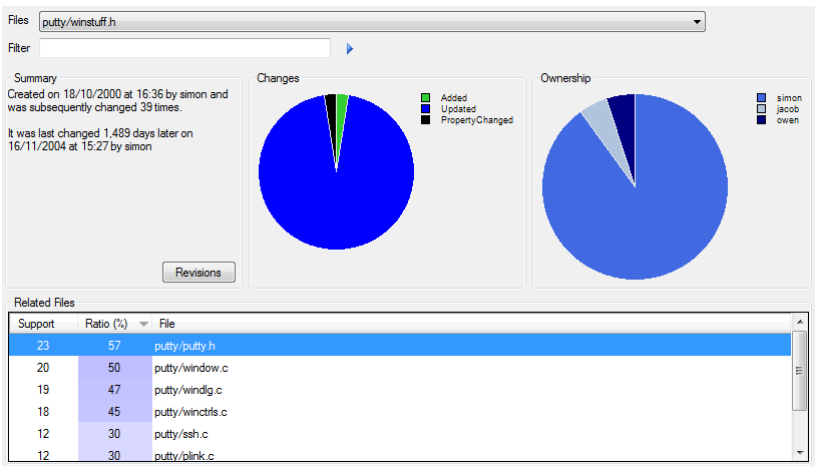 Files putty/winstuff.h
Filter
Summary
Created on 18/10/2000 at 16:36 by simon and
was subsequently changed 39 times.
It was last changed 1,489 days later on
16/11/2004 at 15:27 by simon
Revisions
Changes
Added
Updated
PropertyChanged
Ownership
simon
jacob
owen
Related Files
Support Ratio (%) File
23 57 putty/putty.h
20 50 putty/window.c
19 47 putty/windlg.c
18 45 putty/winctrls.c
12 30 putty/ssh.c
12 30 putty/plink.c